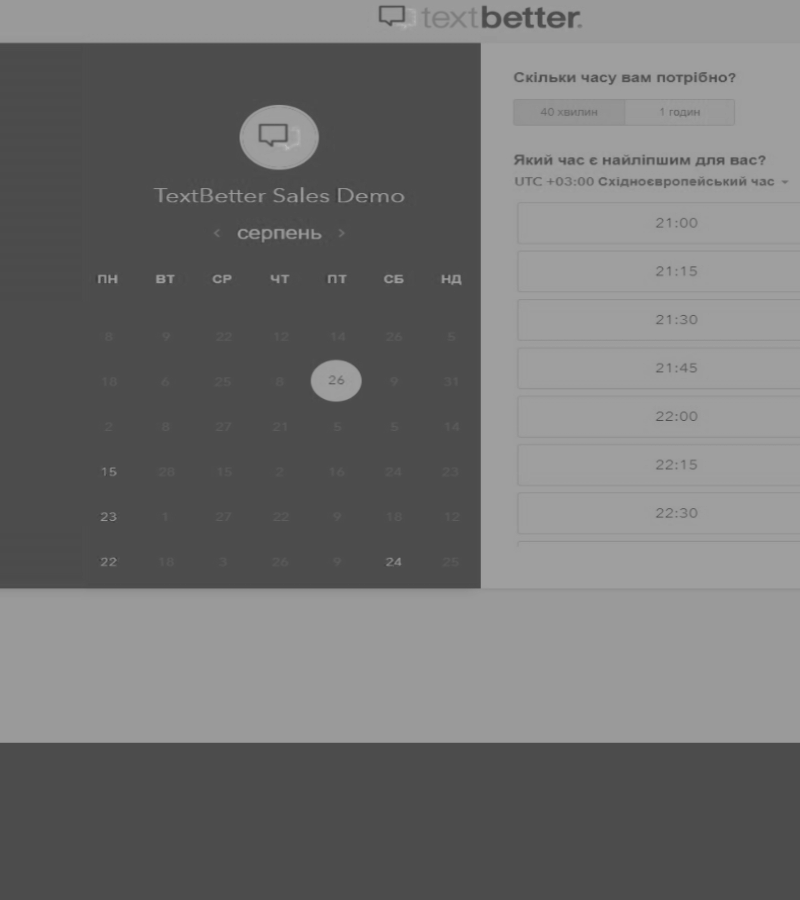 textbetter.
TextBetter Sales Demo
< серпень >
ПН ВТ СР ЧТ ПТ СБ НД
8 9 22 12 14 26 5
18 6 25 8 26 9 31
2 8 27 21 5 5 14
15 28 15 2 16 24 23
23 1 27 22 9 18 12
22 18 3 26 9 24 25
Скільки часу вам потрібно?
40 хвилин 1 годин
Який час є найліпшим для вас?
UTC +03:00 Східноєвропейський час
21:00
21:15
21:30
21:45
22:00
22:15
22:30